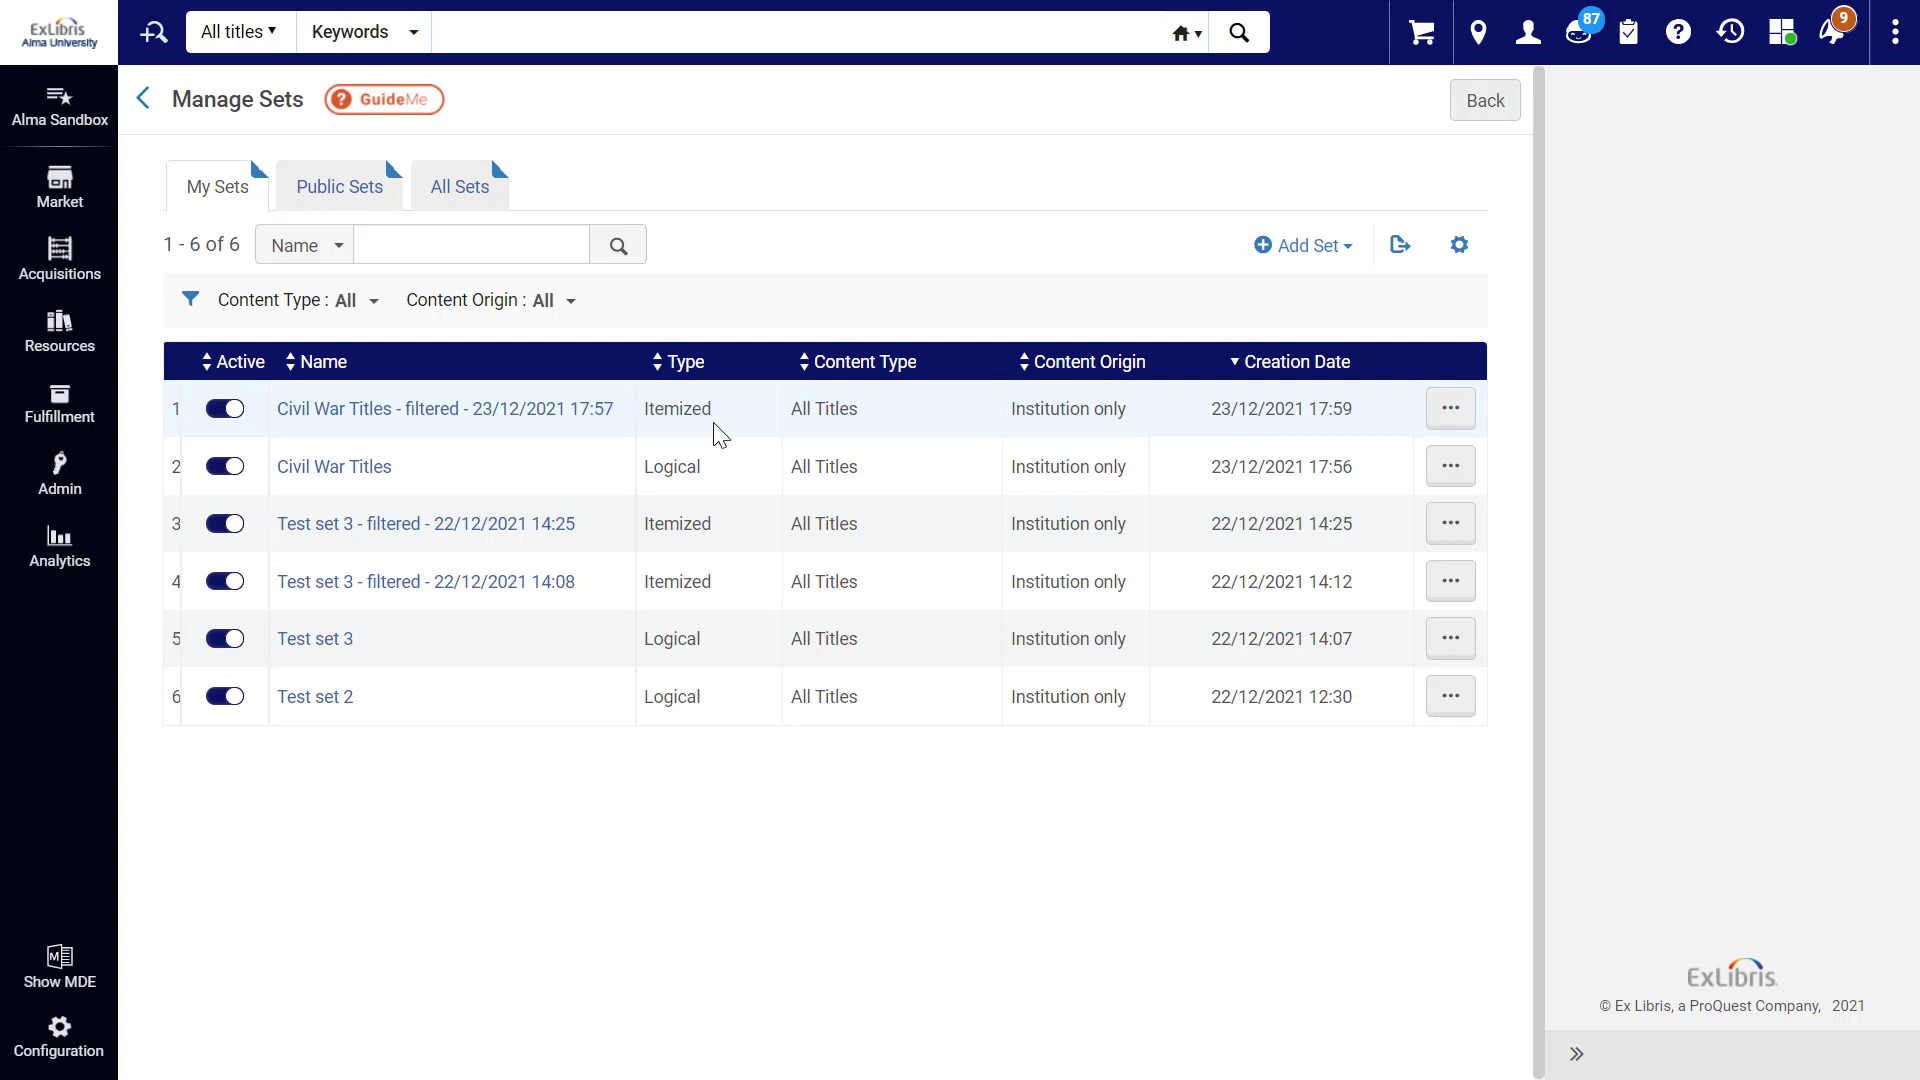 ExLibris
Alma University
All titles
Keywords
87
9
Alma Sandbox
Market
Acquisitions
Resources
Fulfillment
Admin
Analytics
Show MDE
Configuration
Manage Sets
? GuideMe
Back
My Sets
Public Sets
All Sets
1 - 6 of 6
Name
Add Set
Content Type : All
Content Origin : All
Active Name Type Content Type Content Origin Creation Date
1 Civil War Titles - filtered - 23/12/2021 17:57 Itemized All Titles Institution only 23/12/2021 17:59
2 Civil War Titles Logical All Titles Institution only 23/12/2021 17:56
3 Test set 3 - filtered - 22/12/2021 14:25 Itemized All Titles Institution only 22/12/2021 14:25
4 Test set 3 - filtered - 22/12/2021 14:08 Itemized All Titles Institution only 22/12/2021 14:12
5 Test set 3 Logical All Titles Institution only 22/12/2021 14:07
6 Test set 2 Logical All Titles Institution only 22/12/2021 12:30
ExLibris
© Ex Libris, a ProQuest Company, 2021